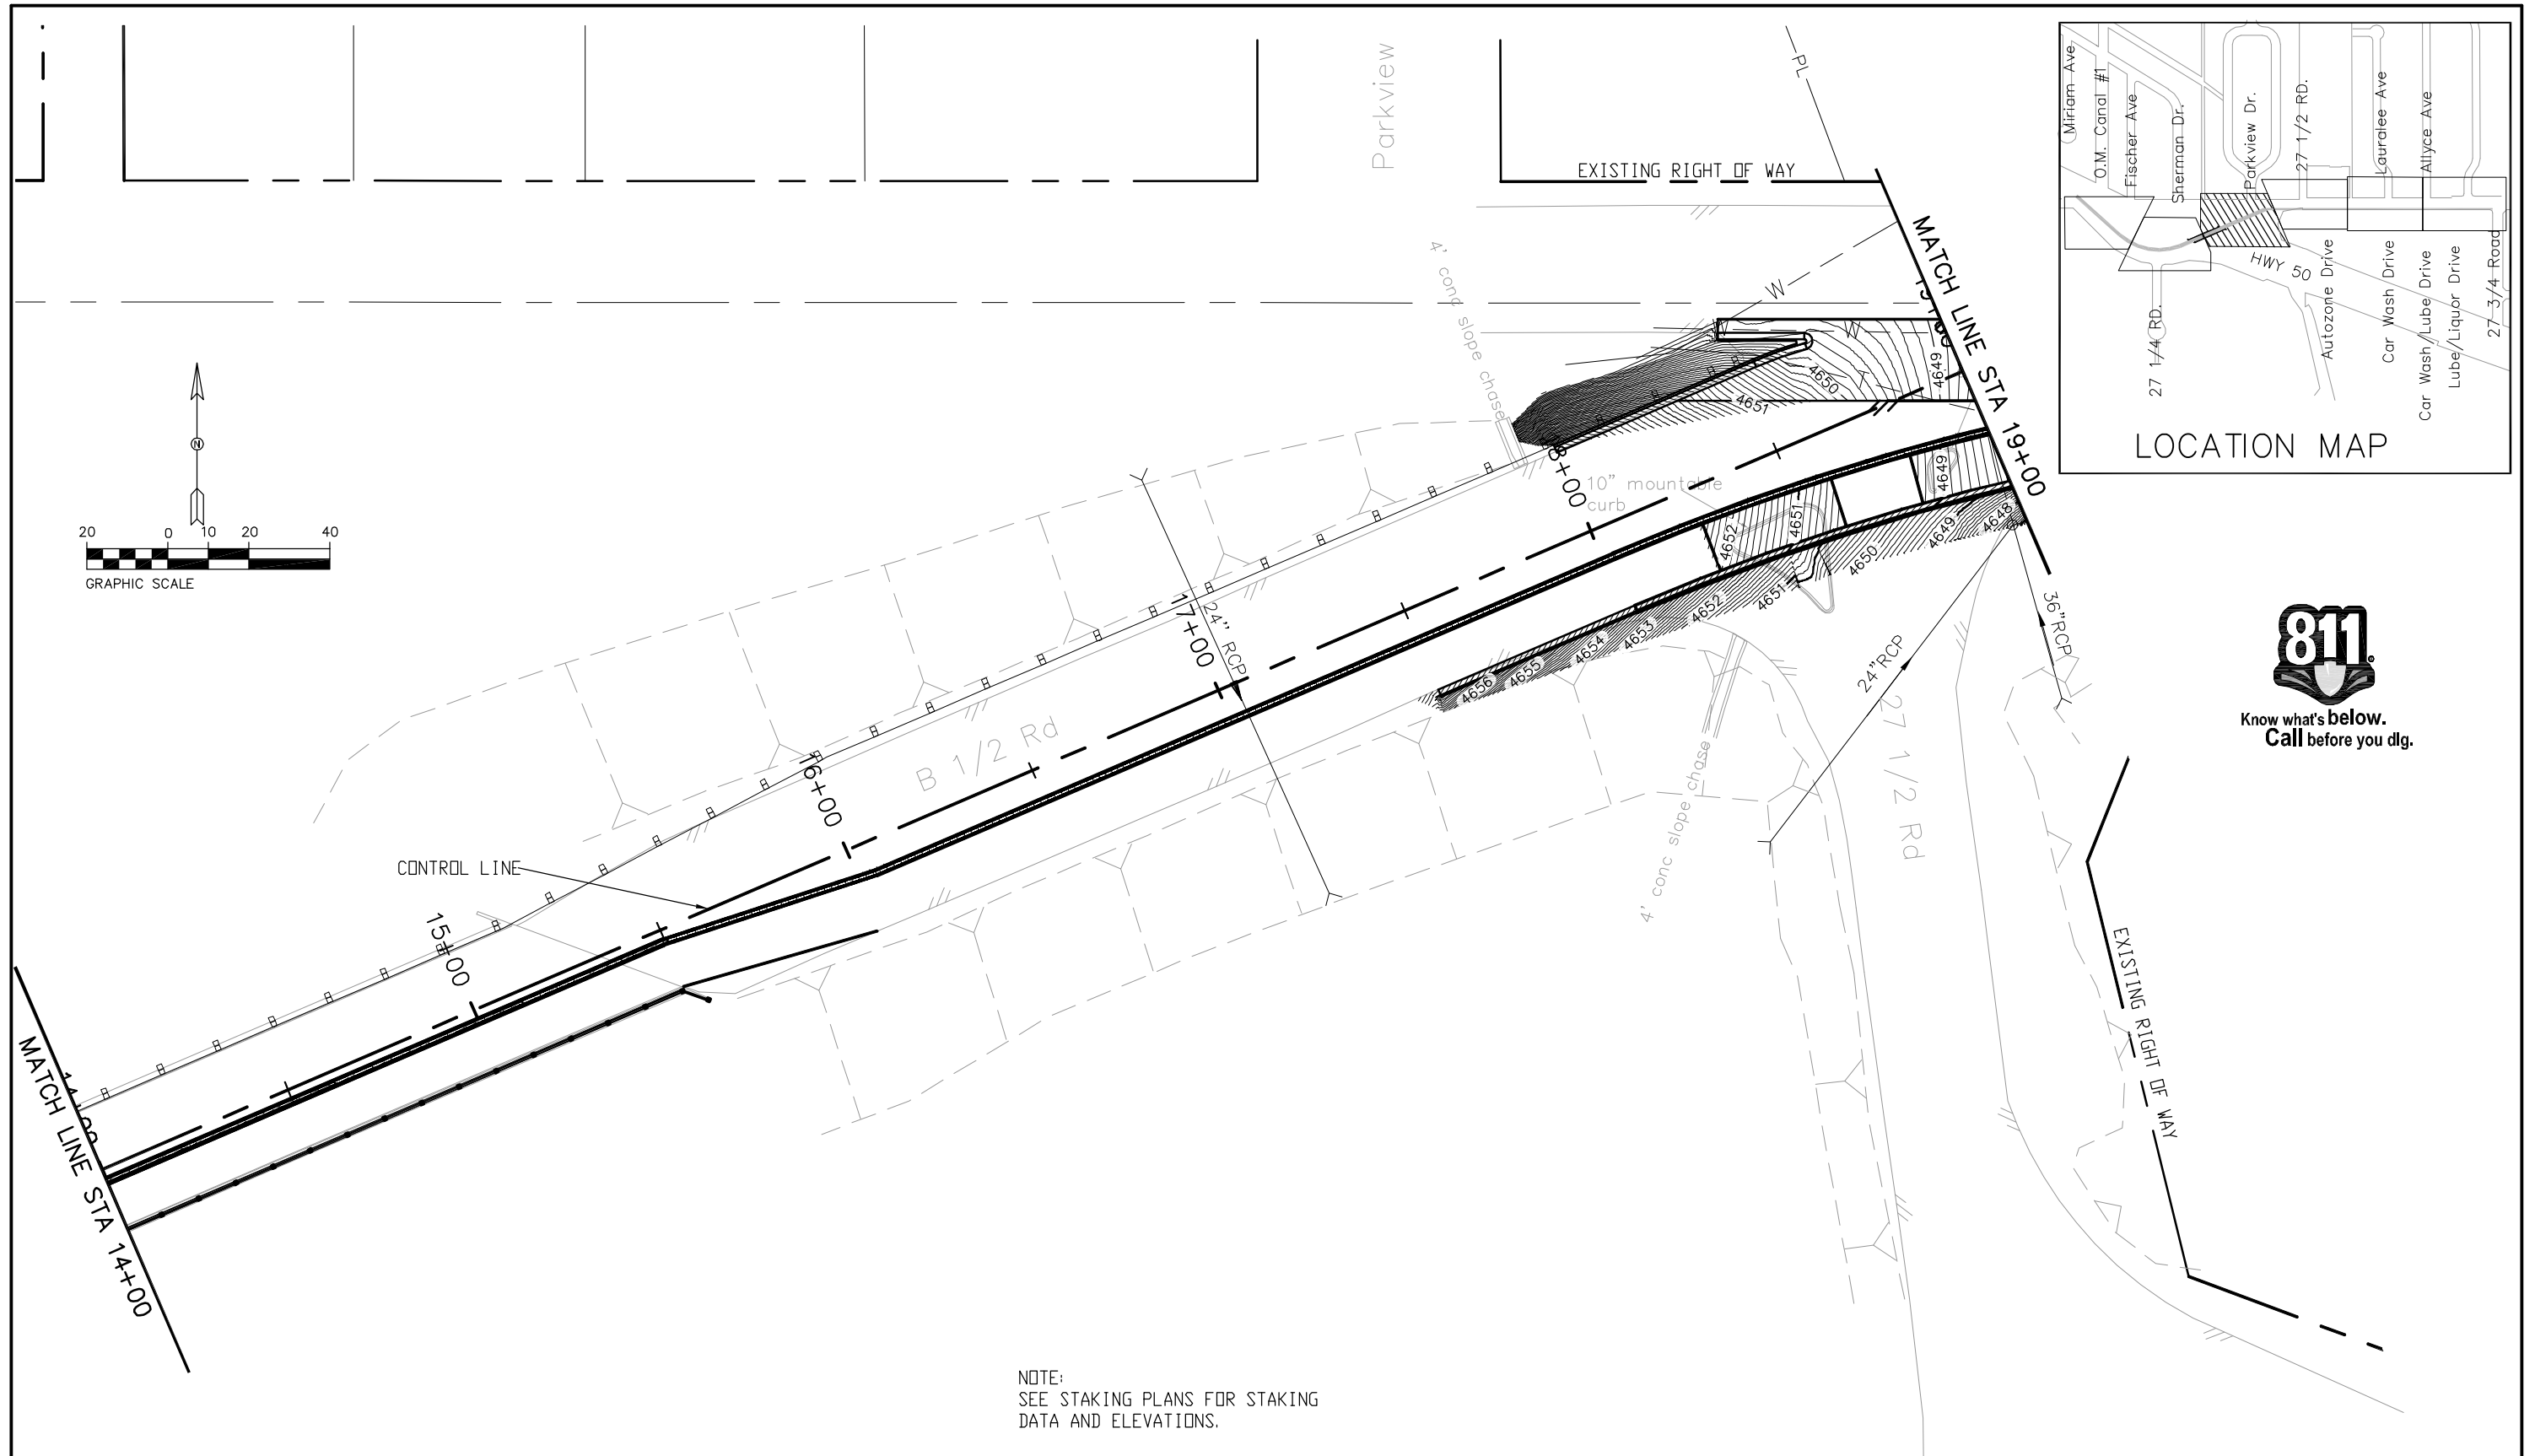 Parkview
PL
EXISTING RIGHT OF WAY
MATCH LINE STA 19+00
W
W
4' conc slope chase
4649
4650
4651
18+00
10" mountable
curb
4652
4651
4649
4648
4649
4650
4651
4652
4653
4654
4655
4656
N
20 0 10 20 40
GRAPHIC SCALE
17+00
24" RCP
B 1/2 Rd
16+00
CONTROL LINE
15+00
14+00
MATCH LINE STA 14+00
24"RCP
36"RCP
27 1/2 Rd
4' conc slope chase
EXISTING RIGHT OF WAY
NOTE:
SEE STAKING PLANS FOR STAKING
DATA AND ELEVATIONS.
Miriam Ave
O.M. Canal #1
Fischer Ave
Sherman Dr.
Parkview Dr.
27 1/2 RD.
Lauralee Ave
Allyce Ave
HWY 50
27 1/4 RD.
Autozone Drive
Car Wash Drive
Car Wash/Lube Drive
Lube/Liquor Drive
27 3/4 Road
LOCATION MAP
811
Know what's below.
Call before you dig.